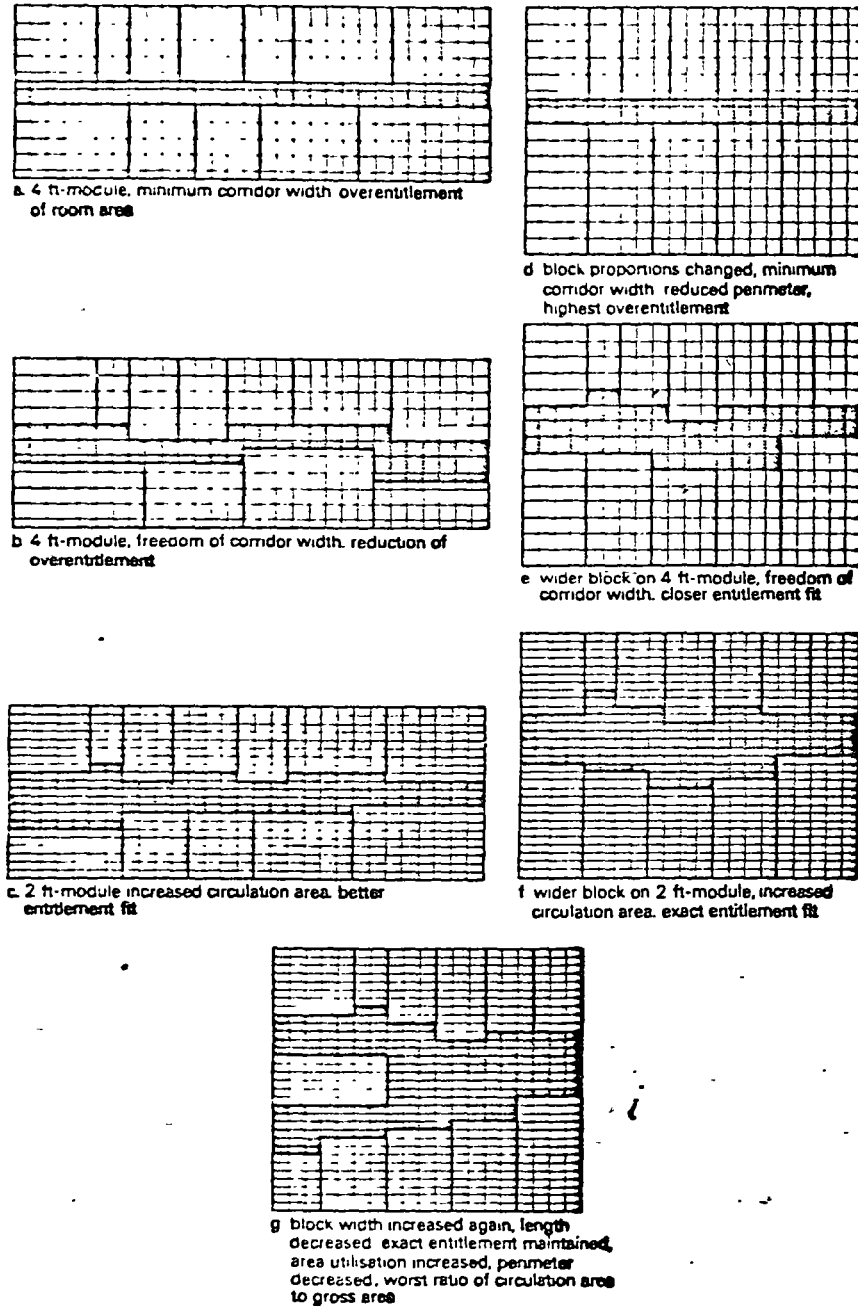 a 4 ft-module, minimum corridor width overentitlement
of room area
d block proportions changed, minimum
corridor width reduced perimeter,
highest overentitlement
b 4 ft-module, freedom of corridor width. reduction of
overentitlement
e wider block on 4 ft-module, freedom of
corridor width. closer entitlement fit
c. 2 ft-module increased circulation area. better
entitlement fit
f wider block on 2 ft-module, increased
circulation area. exact entitlement fit
g block width increased again, length
decreased exact entitlement maintained,
area utilisation increased, perimeter
decreased, worst ratio of circulation area
to gross area